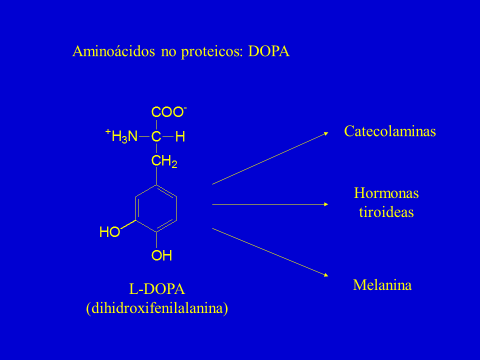 Aminoácidos no proteicos: DOPA
COO-
+H3N C H
CH2
HO
OH
L-DOPA
(dihidroxifenilalanina)
Catecolaminas
Hormonas
tiroideas
Melanina